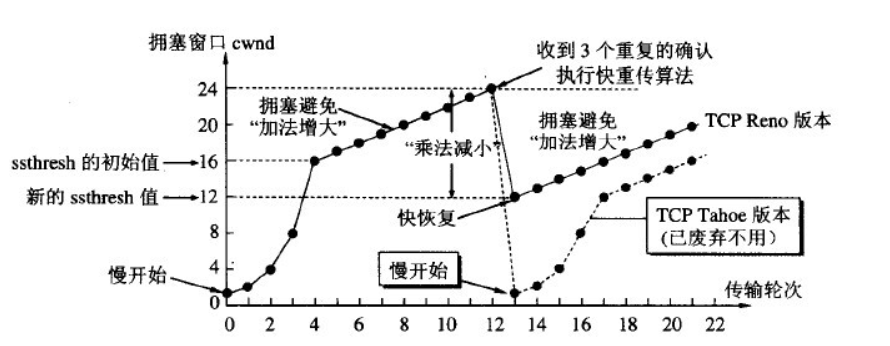 拥塞窗口 cwnd
收到 3 个重复的确认
执行快重传算法
24
20
16
12
8
4
0
拥塞避免
“加法增大”
“乘法减小”
拥塞避免
“加法增大”
TCP Reno 版本
ssthresh 的初始值
新的 ssthresh 值
快恢复
TCP Tahoe 版本
(已废弃不用)
慢开始
慢开始
传输轮次
0 2 4 6 8 10 12 14 16 18 20 22